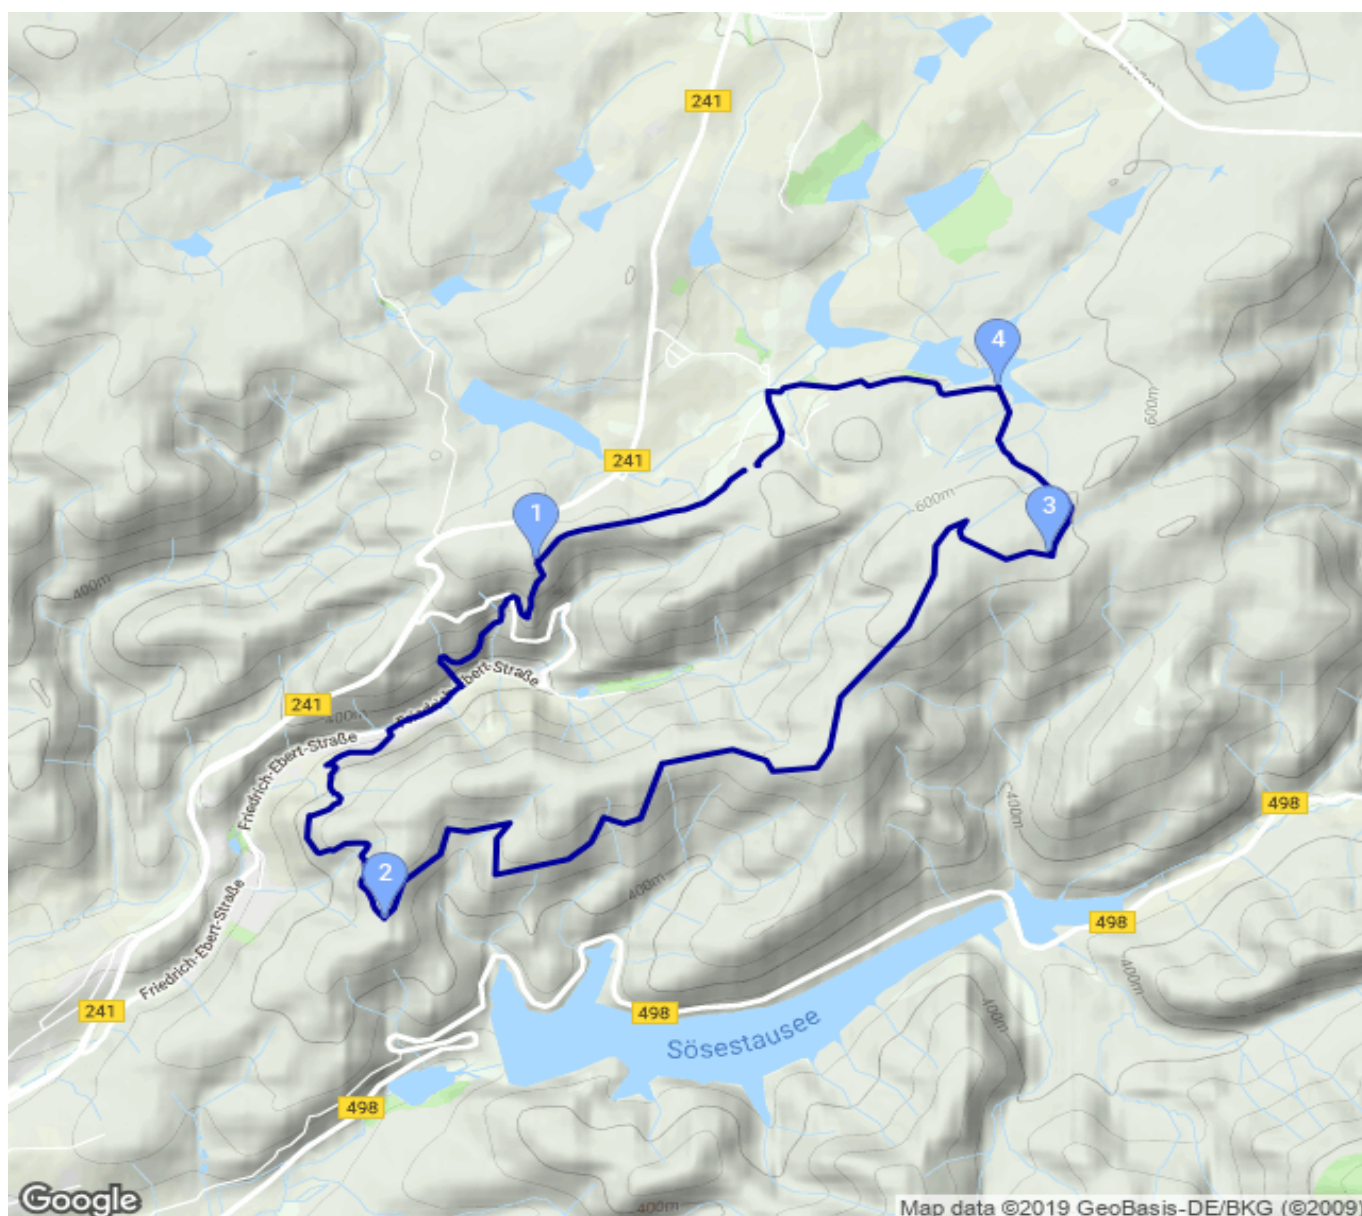 241
600m
4
600m
241
600m
3
1
400m
Friedrich-Ebert-Straße
241
400m
Friedrich-Ebert-Straße
400m
498
2
400m
Friedrich-Ebert-Straße
498
400m
241
498
Sösestausee
400m
498
400m
Google
Map data ©2019 GeoBasis-DE/BKG (©2009)